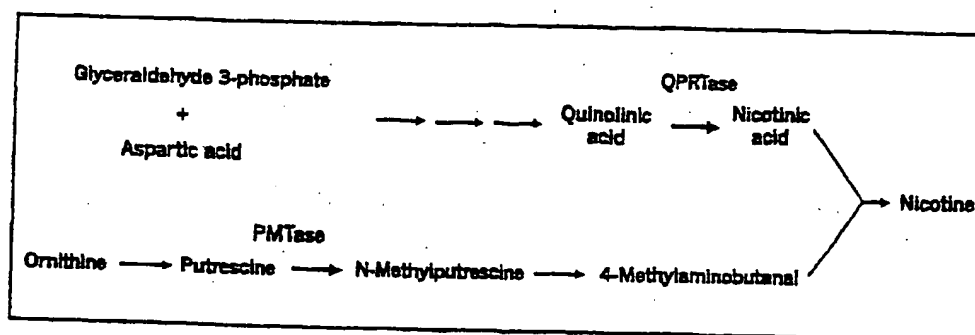 Glyceraldehyde 3-phosphate
+
Aspartic acid
Quinolinic
acid
QPRTase
Nicotinic
acid
Nicotine
PMTase
Ornithine
Putrescine
N-Methylputrescine
4-Methylaminobutanal